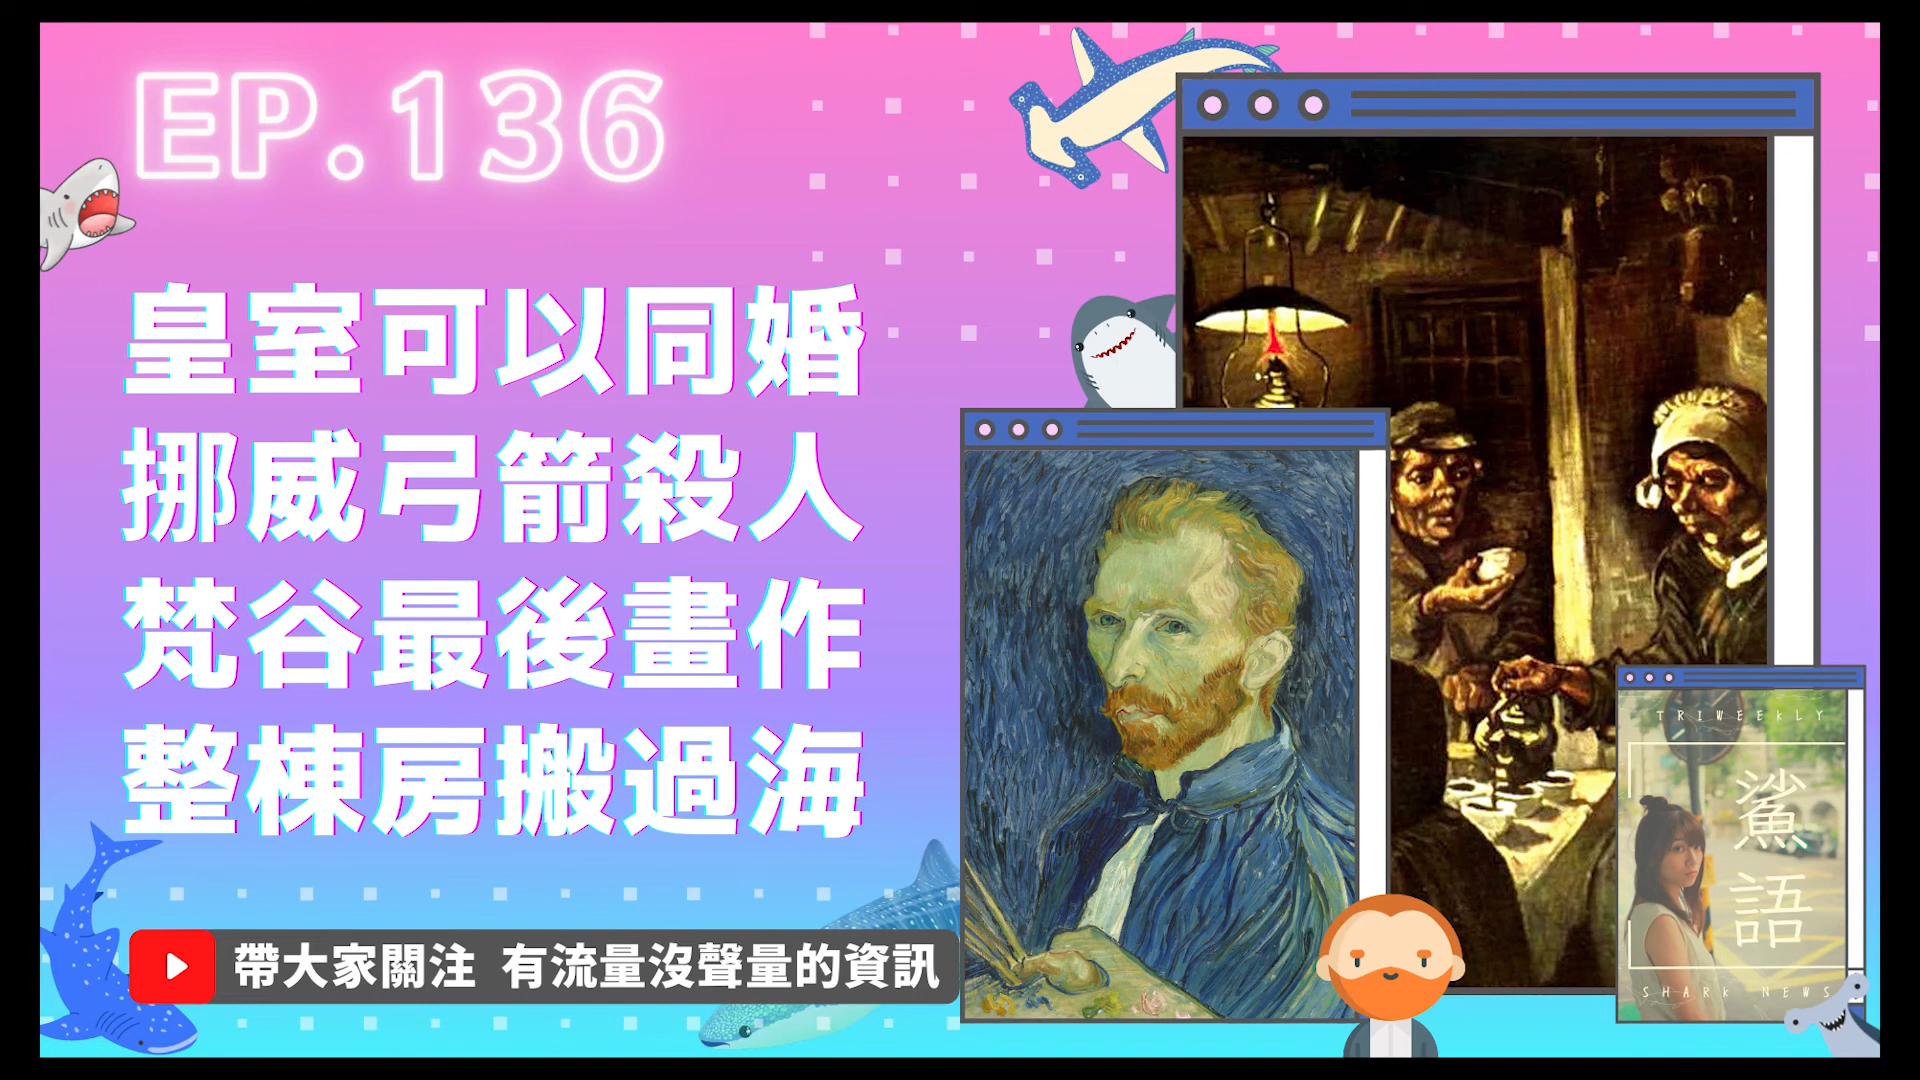 EP.136
皇室可以同婚
挪威弓箭殺人
梵谷最後畫作
整棟房搬過海
帶大家關注 有流量沒聲量的資訊
TRIWEEKLY
鯊語
SHARK NEWS